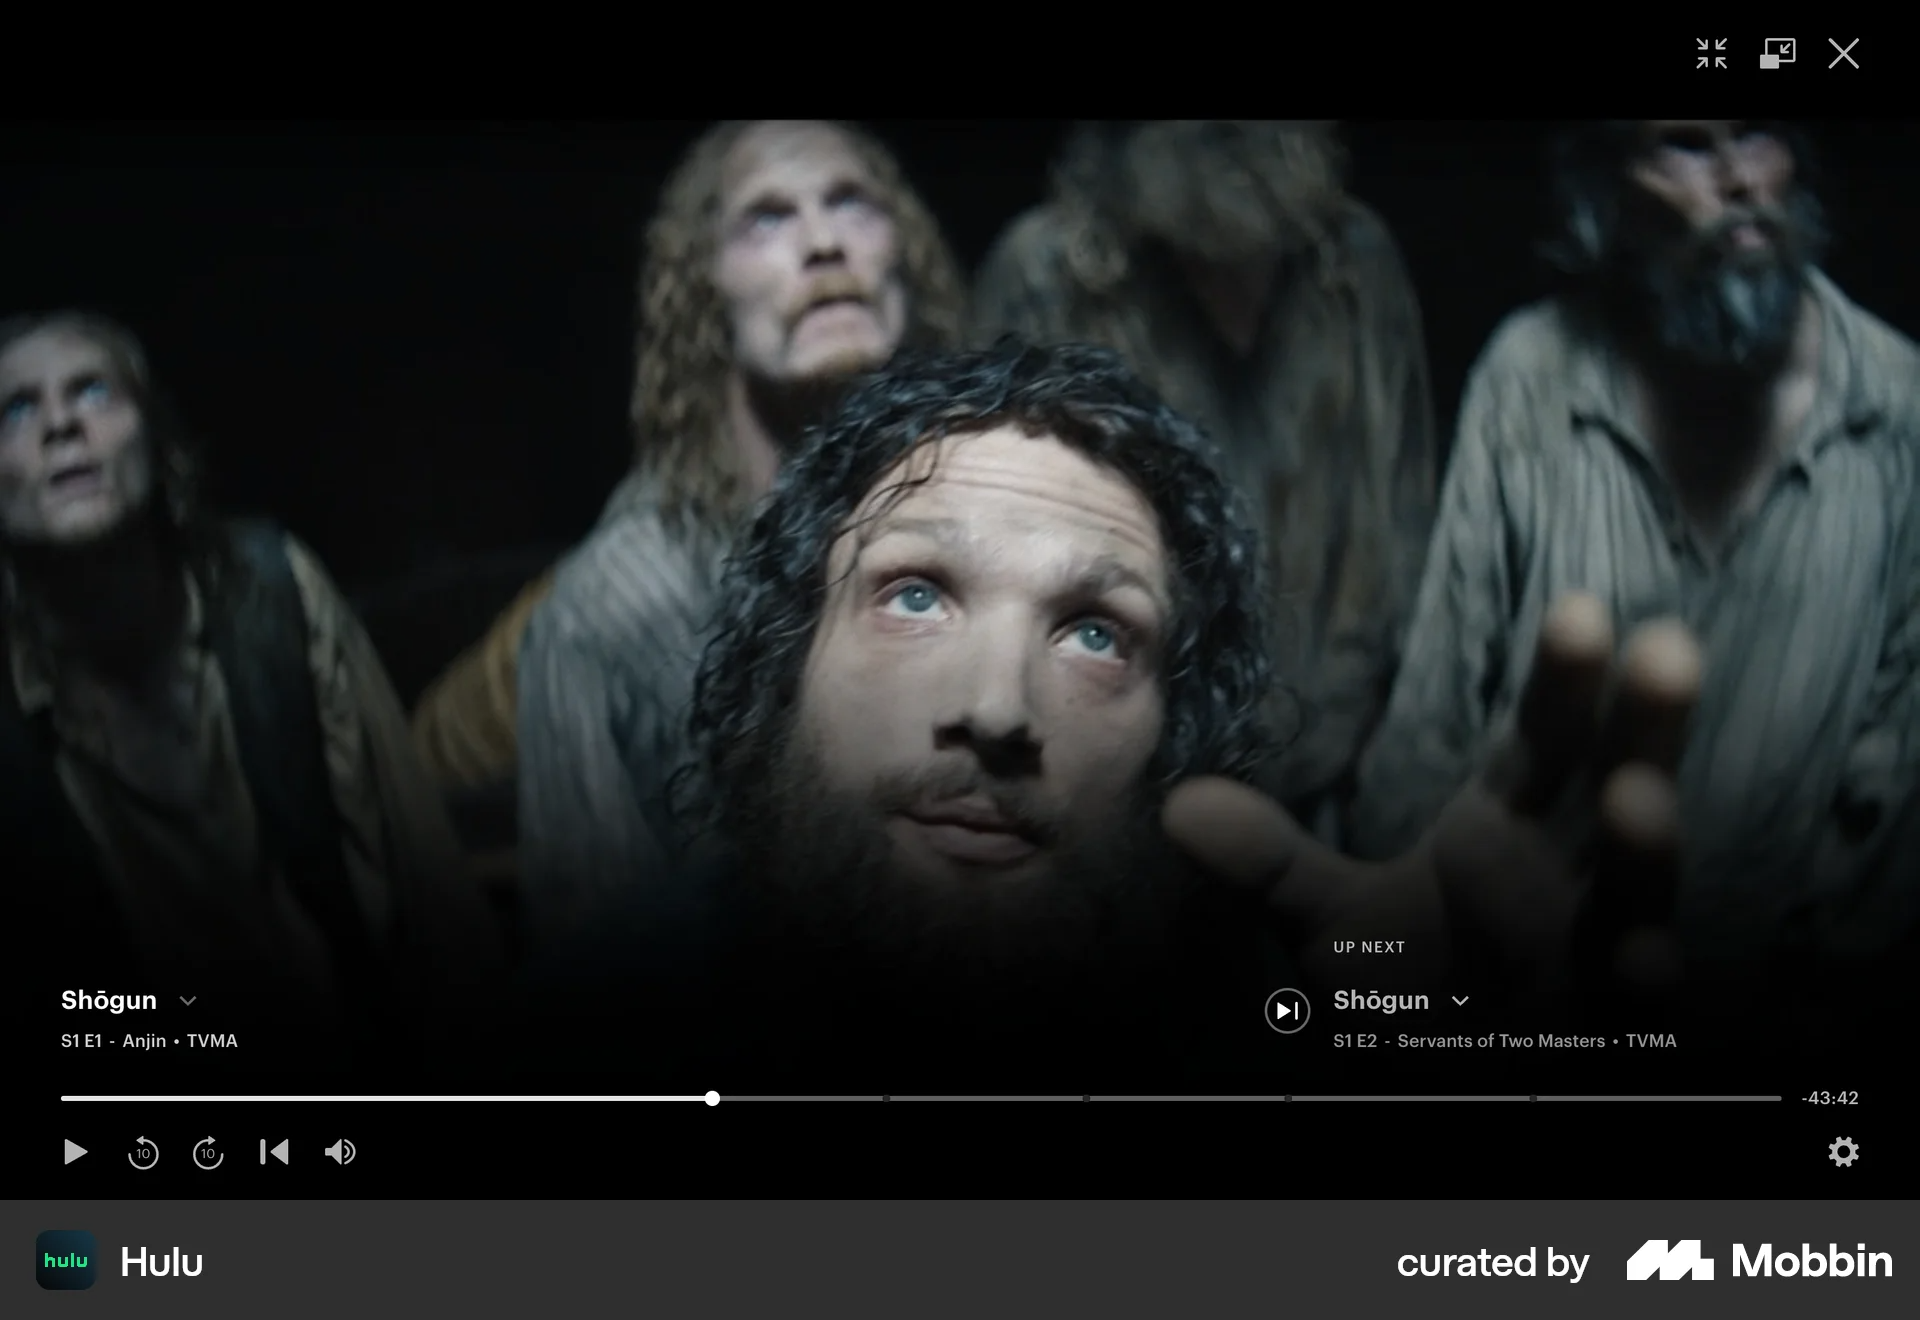 UP NEXT
Shōgun
Shōgun
S1 E1 - Anjin • TVMA
S1 E2 - Servants of Two Masters • TVMA
-43:42
10
10
hulu
Hulu
curated by
Mobbin